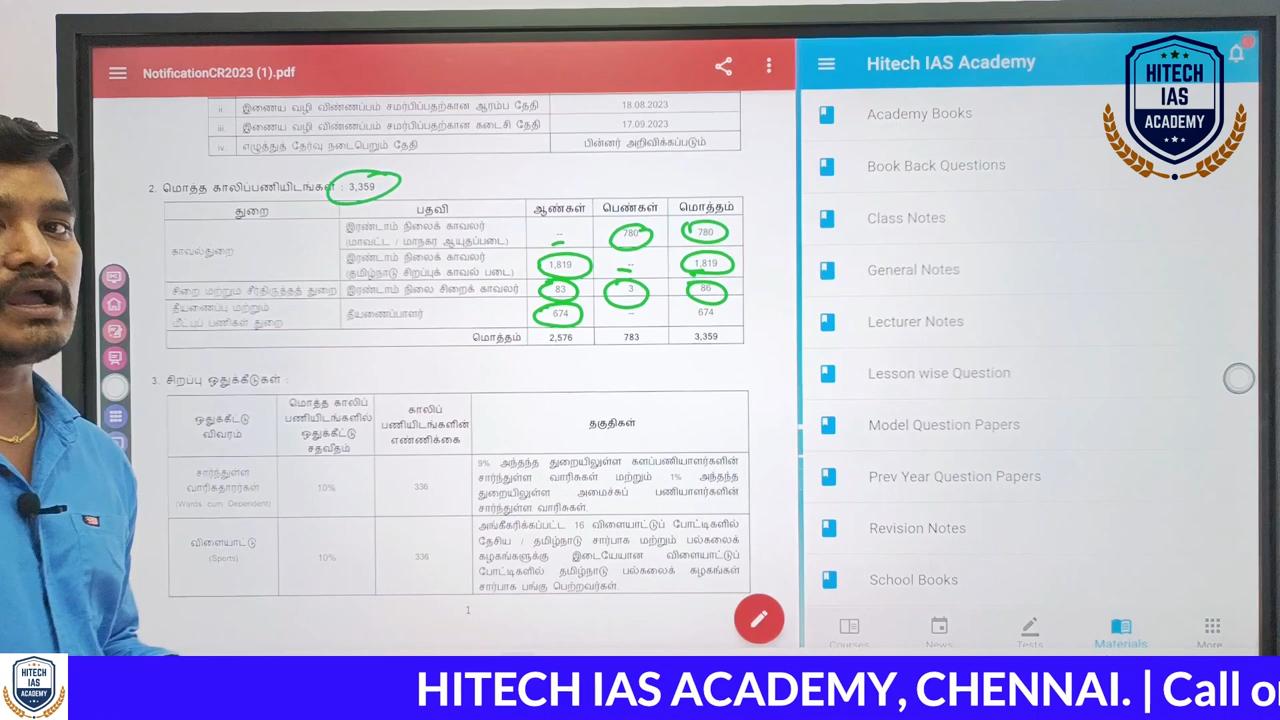 NotificationCR2023 (1).pdf
ii. இணைய வழி விண்ணப்பம் சமர்ப்பிப்பதற்கான ஆரம்ப தேதி 18.08.2023
iii. இணைய வழி விண்ணப்பம் சமர்ப்பிப்பதற்கான கடைசி தேதி 17.09.2023
iv. எழுத்துத் தேர்வு நடைபெறும் தேதி பின்னர் அறிவிக்கப்படும்
2. மொத்த காலிப்பணியிடங்கள் : 3,359
துறை பதவி ஆண்கள் பெண்கள் மொத்தம்
காவல்துறை
இரண்டாம் நிலைக் காவலர்
(மாவட்ட / மாநகர ஆயுதப்படை)
-- 780 780
இரண்டாம் நிலைக் காவலர்
(தமிழ்நாடு சிறப்புக் காவல் படை)
1,819 -- 1,819
சிறை மற்றும் சீர்திருத்தத் துறை இரண்டாம் நிலை சிறைக் காவலர் 83 3 86
தீயணைப்பு மற்றும்
மீட்புப் பணிகள் துறை
தீயணைப்பாளர் 674 -- 674
மொத்தம் 2,576 783 3,359
3. சிறப்பு ஒதுக்கீடுகள் :
ஒதுக்கீட்டு
விவரம்
மொத்த காலிப்
பணியிடங்களில்
ஒதுக்கீட்டு
சதவீதம்
காலிப்
பணியிடங்களின்
எண்ணிக்கை
தகுதிகள்
சார்ந்துள்ள
வாரிசுதாரர்கள்
(Wards cum Dependent)
10%
336
9% அந்தந்த துறையிலுள்ள களப்பணியாளர்களின்
சார்ந்துள்ள வாரிசுகள் மற்றும் 1% அந்தந்த
துறையிலுள்ள அமைச்சுப் பணியாளர்களின்
சார்ந்துள்ள வாரிசுகள்.
விளையாட்டு
(Sports)
10%
336
அங்கீகரிக்கப்பட்ட 16 விளையாட்டுப் போட்டிகளில்
தேசிய / தமிழ்நாடு சார்பாக மற்றும் பல்கலைக்
கழகங்களுக்கு இடையேயான விளையாட்டுப்
போட்டிகளில் தமிழ்நாடு பல்கலைக் கழகங்கள்
சார்பாக பங்கு பெற்றவர்கள்.
1
Hitech IAS Academy
Academy Books
Book Back Questions
Class Notes
General Notes
Lecturer Notes
Lesson wise Question
Model Question Papers
Prev Year Question Papers
Revision Notes
School Books
Courses News Tests Materials More
HITECH
IAS
ACADEMY
HITECH
IAS
ACADEMY
HITECH IAS ACADEMY, CHENNAI. | Call